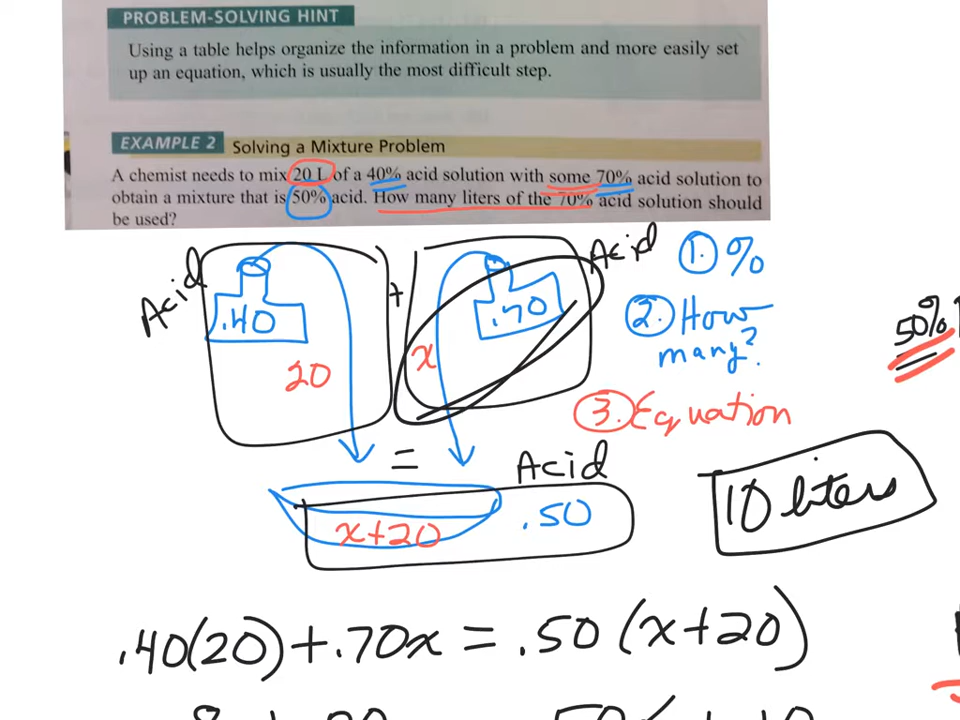 PROBLEM-SOLVING HINT
Using a table helps organize the information in a problem and more easily set
up an equation, which is usually the most difficult step.
EXAMPLE 2 Solving a Mixture Problem
A chemist needs to mix 20 L of a 40% acid solution with some 70% acid solution to
obtain a mixture that is 50% acid. How many liters of the 70% acid solution should
be used?
Acid
.40
20
+
Acid
.70
x
1. %
2. How
many?
3. Equation
50%
=
Acid
x+20 .50
10 liters
.40(20)+.70x = .50(x+20)